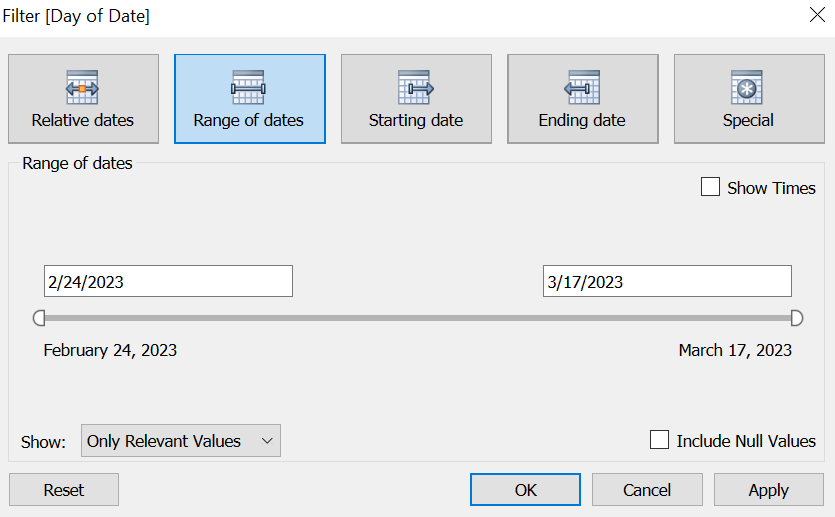 Filter [Day of Date]
Relative dates
Range of dates
Starting date
Ending date
Special
Range of dates
Show Times
2/24/2023
3/17/2023
February 24, 2023
March 17, 2023
Show:
Only Relevant Values
Include Null Values
Reset
OK
Cancel
Apply